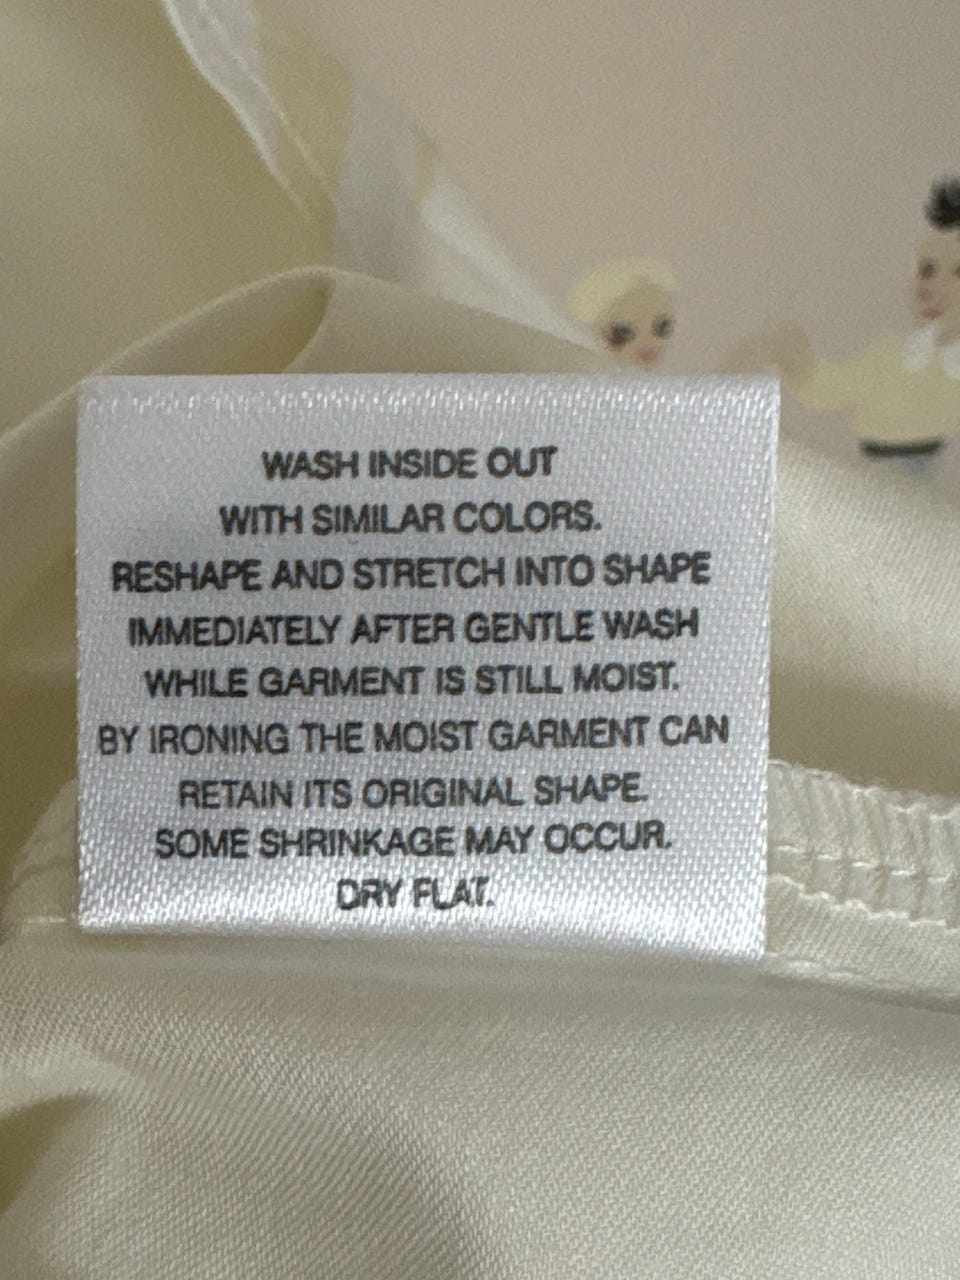 WASH INSIDE OUT
WITH SIMILAR COLORS.
RESHAPE AND STRETCH INTO SHAPE
IMMEDIATELY AFTER GENTLE WASH
WHILE GARMENT IS STILL MOIST.
BY IRONING THE MOIST GARMENT CAN
RETAIN ITS ORIGINAL SHAPE.
SOME SHRINKAGE MAY OCCUR.
DRY FLAT.